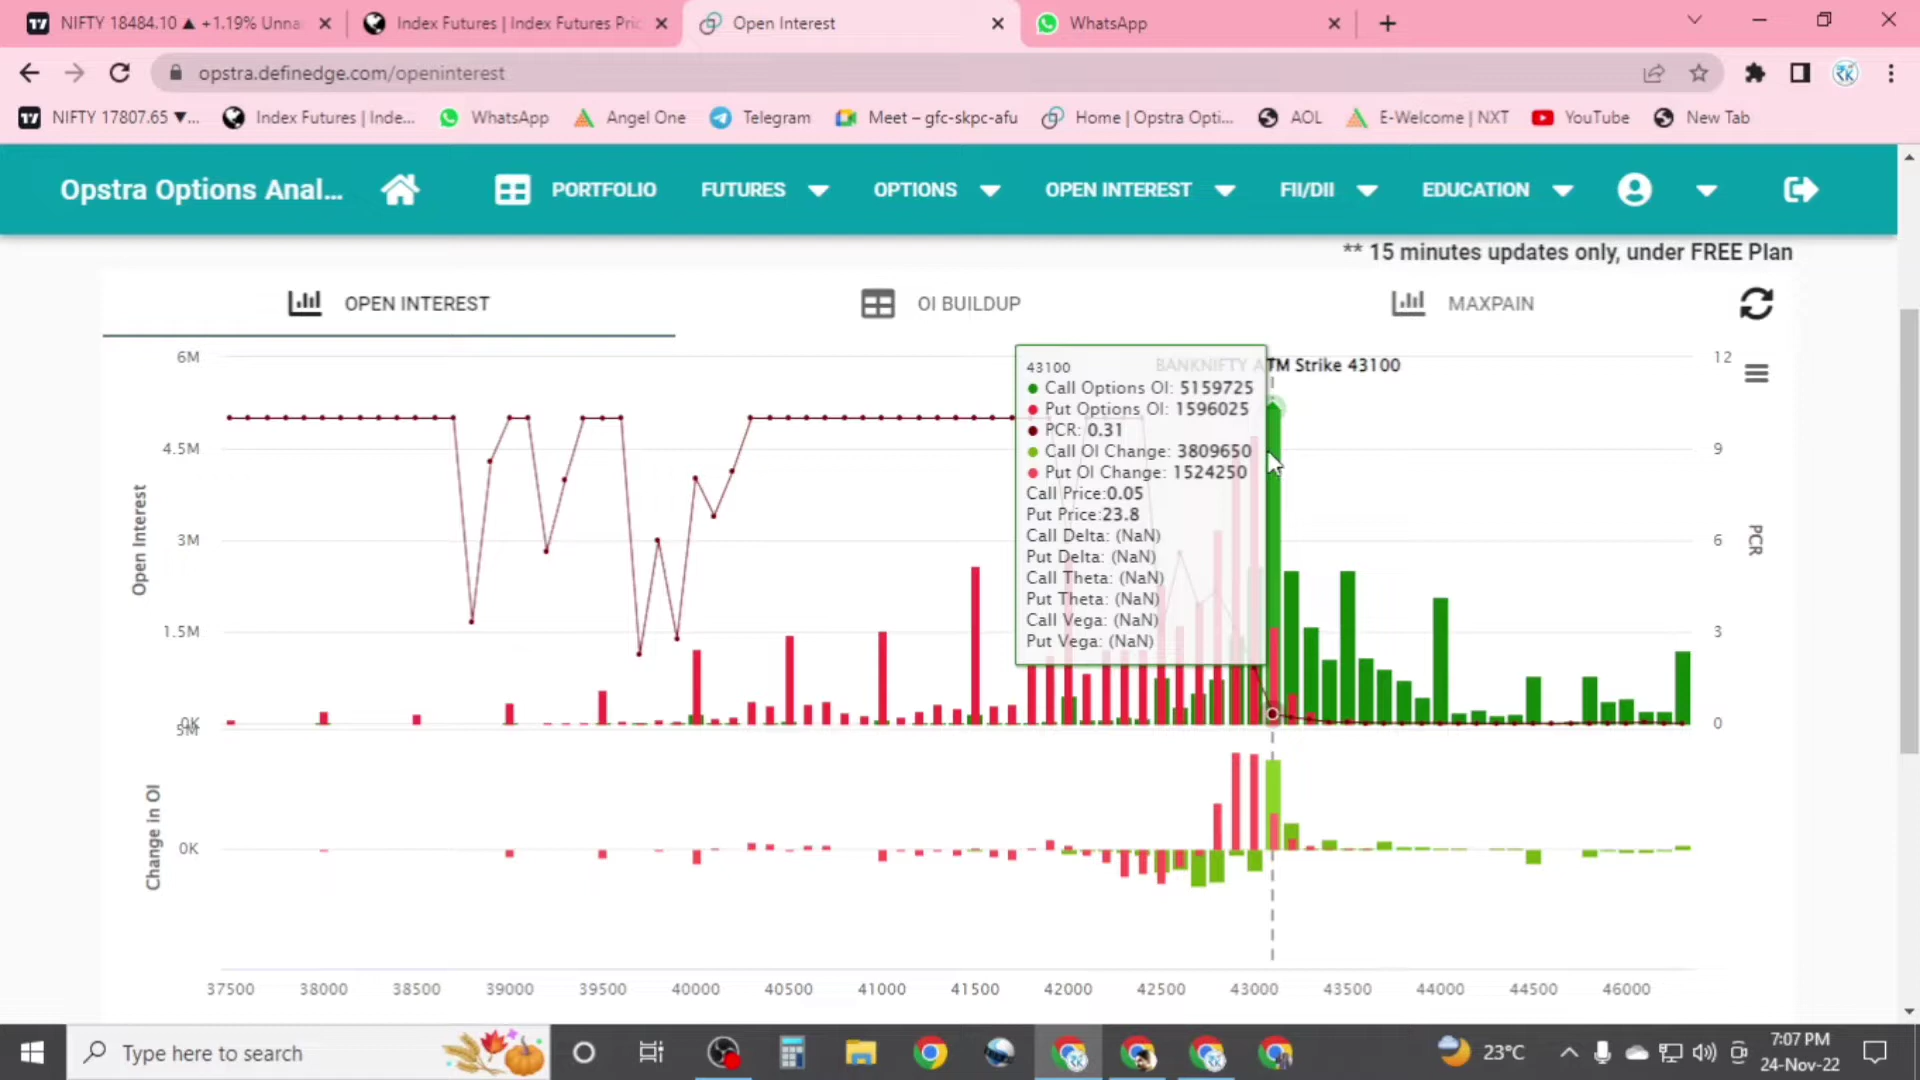 NIFTY 18484.10 ▲ +1.19% Unna
Index Futures | Index Futures Pric
Open Interest
WhatsApp
opstra.definedge.com/openinterest
NIFTY 17807.65 ▼...
Index Futures | Inde...
WhatsApp
Angel One
Telegram
Meet – gfc-skpc-afu
Home | Opstra Opti...
AOL
E-Welcome | NXT
YouTube
New Tab
Opstra Options Anal...
PORTFOLIO
FUTURES
OPTIONS
OPEN INTEREST
FII/DII
EDUCATION
** 15 minutes updates only, under FREE Plan
OPEN INTEREST
OI BUILDUP
MAXPAIN
BANKNIFTY ATM Strike 43100
6M
4.5M
3M
1.5M
0K
5M
0K
Open Interest
Change in OI
12
9
6
3
0
PCR
43100
Call Options OI: 5159725
Put Options OI: 1596025
PCR: 0.31
Call OI Change: 3809650
Put OI Change: 1524250
Call Price:0.05
Put Price:23.8
Call Delta: (NaN)
Put Delta: (NaN)
Call Theta: (NaN)
Put Theta: (NaN)
Call Vega: (NaN)
Put Vega: (NaN)
37500 38000 38500 39000 39500 40000 40500 41000 41500 42000 42500 43000 43500 44000 44500 45000 46000
Type here to search
23°C
7:07 PM
24-Nov-22